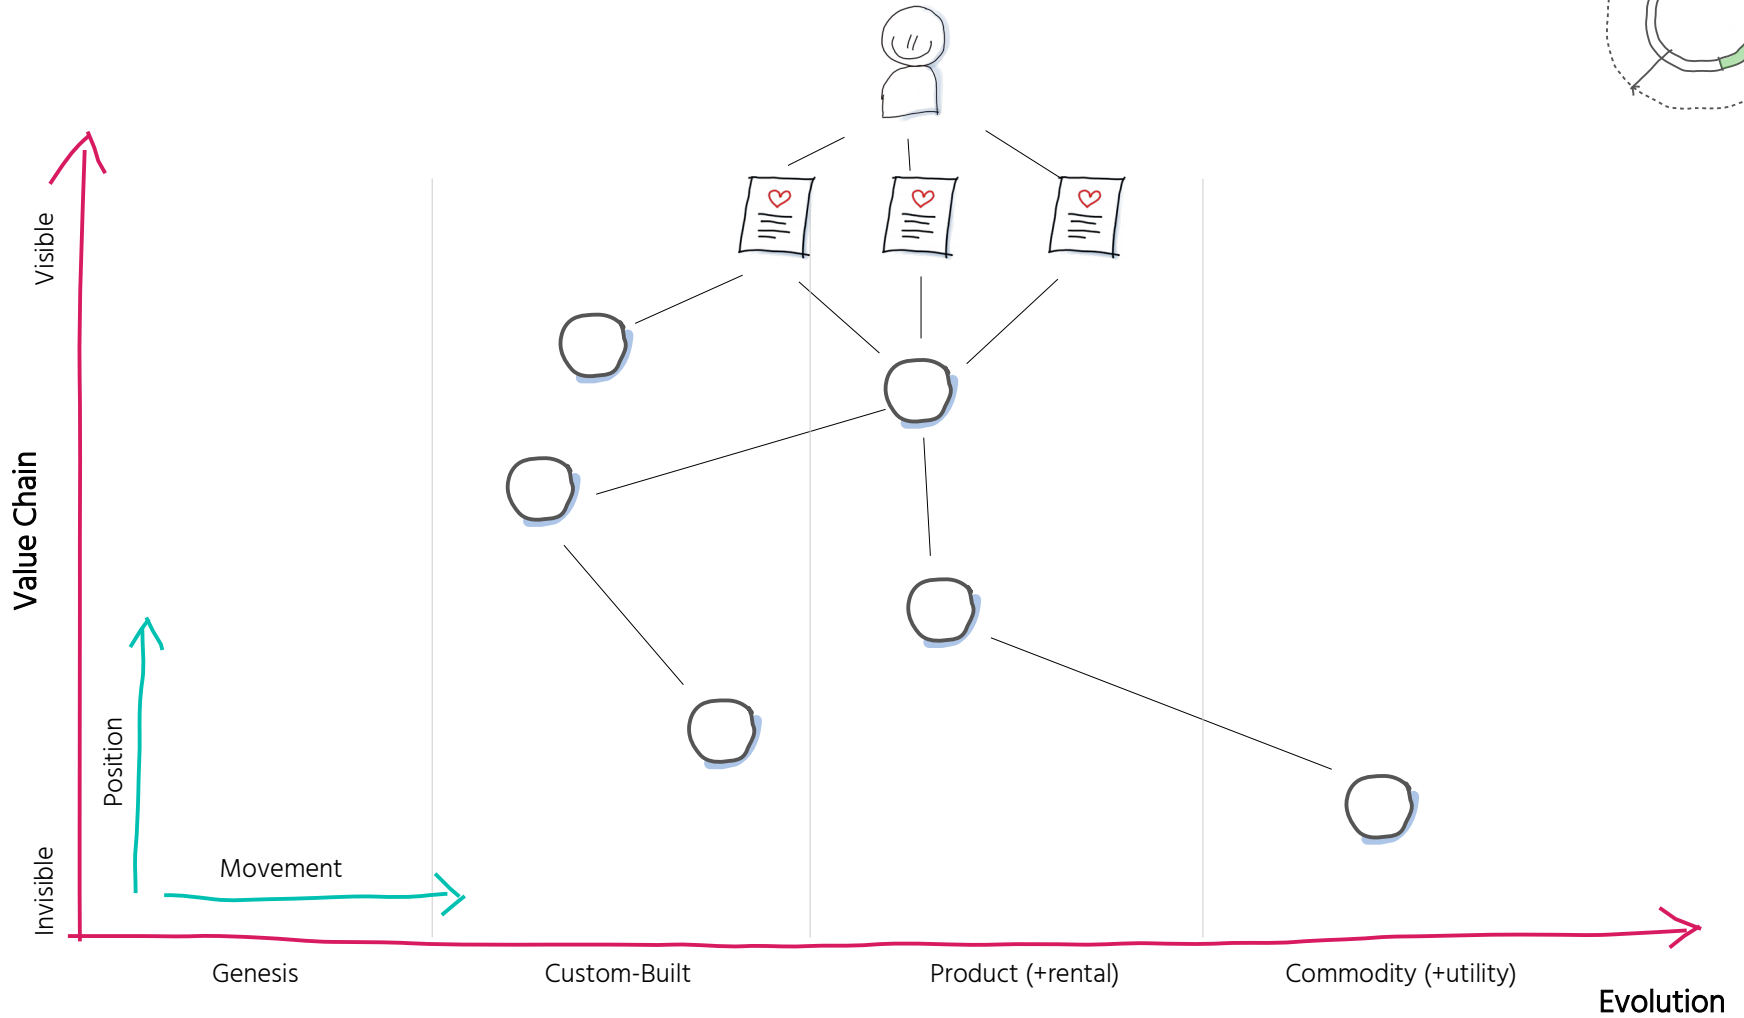 Visible
Value Chain
Position
Movement
Invisible
Genesis
Custom-Built
Product (+rental)
Commodity (+utility)
Evolution